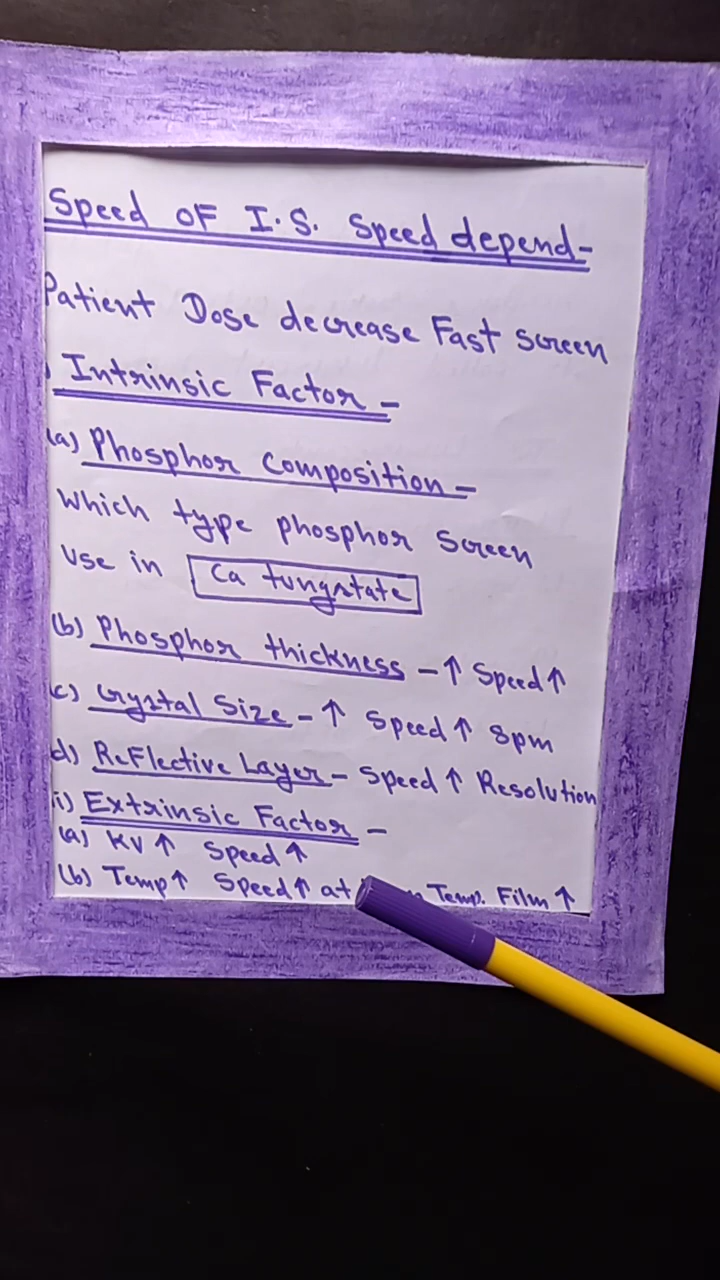 Speed OF I.S. Speed depend-
Patient Dose decrease Fast screen
Intrinsic Factor -
(a) Phosphor Composition -
Which type phosphor screen
use in Ca tungstate
(b) Phosphor thickness - ↑ Speed ↑
c) Crystal Size - ↑ Speed ↑
d) Reflective Layer - Speed ↑ Resolution
i) Extrinsic Factor -
(a) KV ↑ Speed ↑
(b) Temp ↑ Speed ↑ at Temp. Film ↑